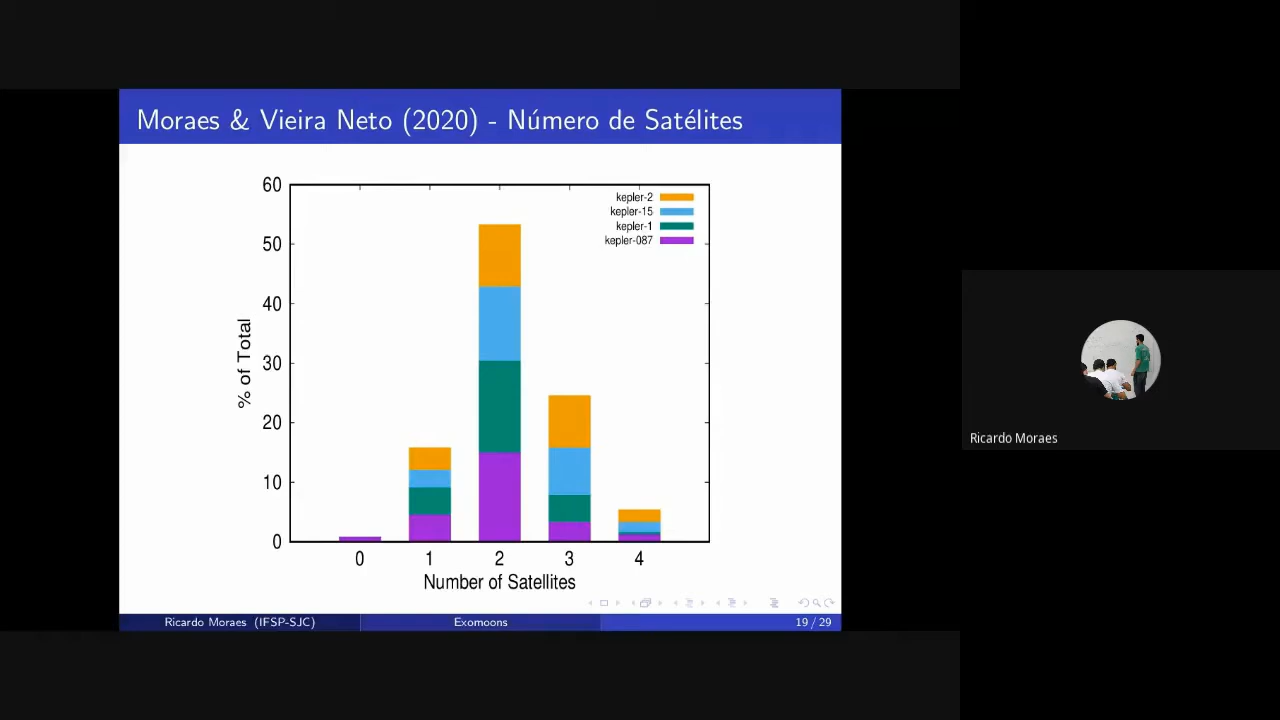 Moraes & Vieira Neto (2020) - Número de Satélites
60
50
40
30
20
10
0
% of Total
kepler-2
kepler-15
kepler-1
kepler-087
0 1 2 3 4
Number of Satellites
Ricardo Moraes (IFSP-SJC) Exomoons 19 / 29
Ricardo Moraes